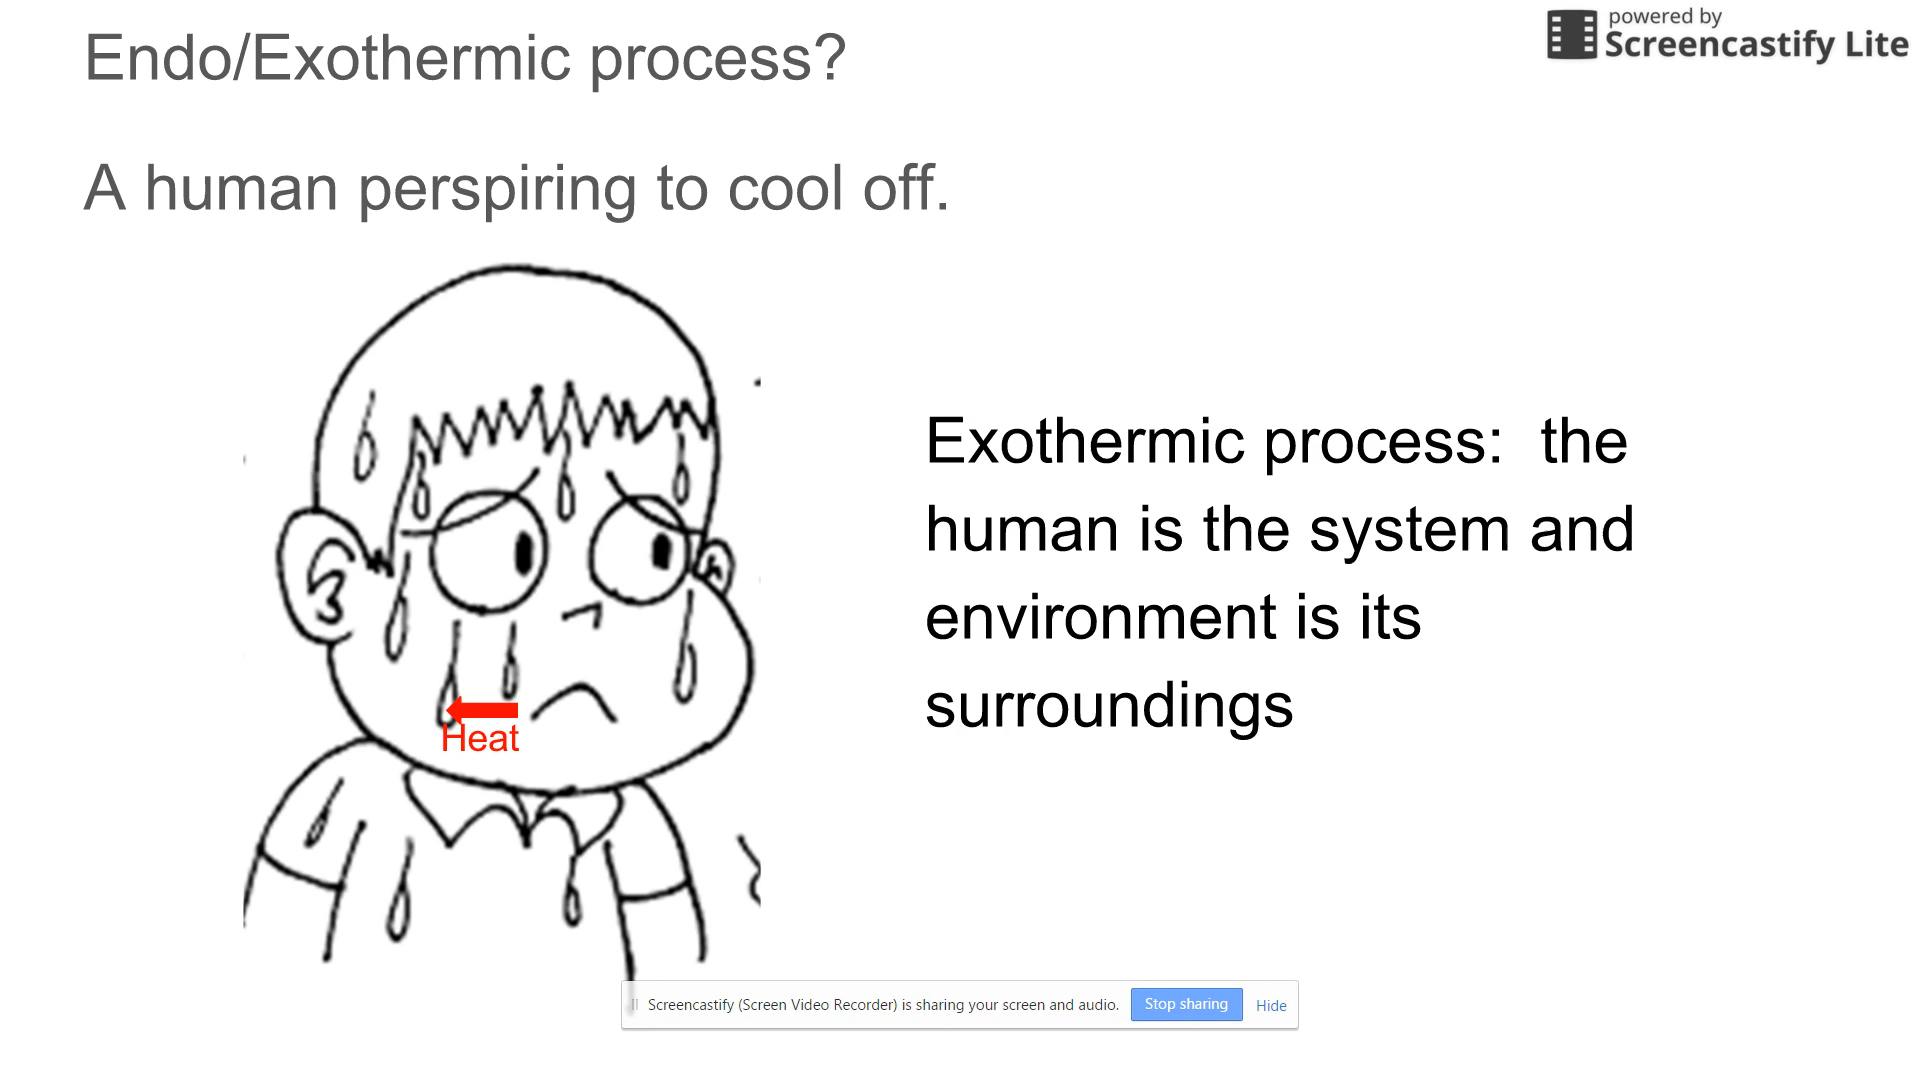 Endo/Exothermic process?
powered by
Screencastify Lite
A human perspiring to cool off.
Exothermic process:  the
human is the system and
environment is its
surroundings
Heat
Screencastify (Screen Video Recorder) is sharing your screen and audio. Stop sharing Hide